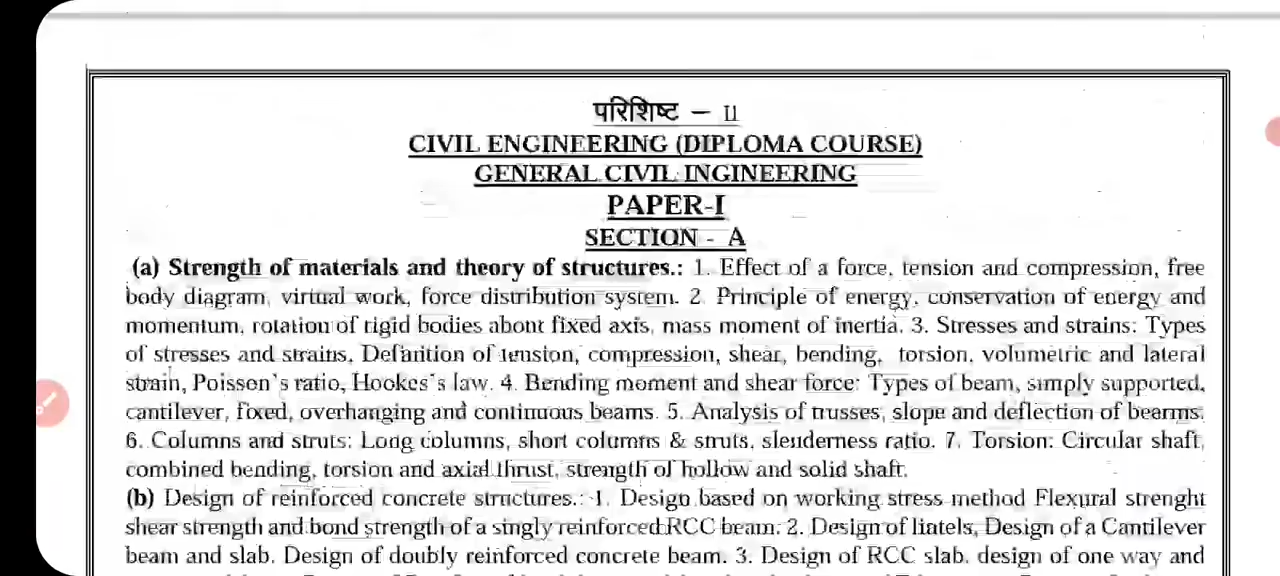 परिशिष्ट – II
CIVIL ENGINEERING (DIPLOMA COURSE)
GENERAL CIVIL INGINEERING
PAPER-I
SECTION - A
(a) Strength of materials and theory of structures.: 1. Effect of a force, tension and compression, free
body diagram, virtual work, force distribution system. 2. Principle of energy, conservation of energy and
momentum, rotation of rigid bodies about fixed axis, mass moment of inertia. 3. Stresses and strains: Types
of stresses and strains, Definition of tension, compression, shear, bending, torsion, volumetric and lateral
strain, Poisson's ratio, Hookes's law. 4. Bending moment and shear force: Types of beam, simply supported,
cantilever, fixed, overhanging and continuous beams. 5. Analysis of trusses, slope and deflection of beams.
6. Columns and struts: Long columns, short columns & struts, slenderness ratio. 7. Torsion: Circular shaft,
combined bending, torsion and axial thrust, strength of hollow and solid shaft.
(b) Design of reinforced concrete structures.: 1. Design based on working stress method Flexural strenght
shear strength and bond strength of a singly reinforced RCC beam. 2. Design of lintels, Design of a Cantilever
beam and slab, Design of doubly reinforced concrete beam. 3. Design of RCC slab, design of one way and